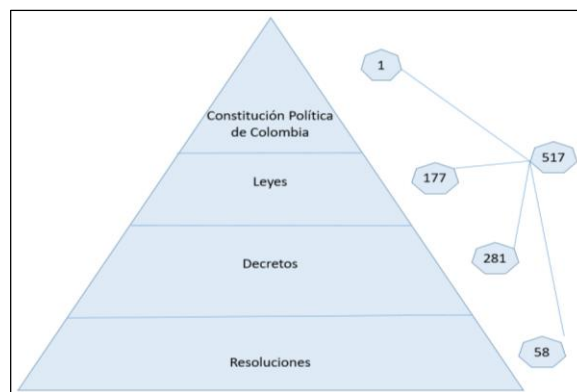 1
Constitución Política
de Colombia
517
177
Leyes
281
Decretos
58
Resoluciones